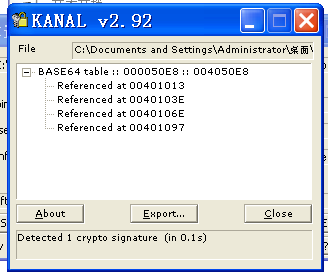 KANAL v2.92
File C:\Documents and Settings\Administrator\桌面\
BASE64 table :: 000050E8 :: 004050E8
Referenced at 00401013
Referenced at 0040103E
Referenced at 0040106E
Referenced at 00401097
About Export... Close
Detected 1 crypto signature (in 0.1s)